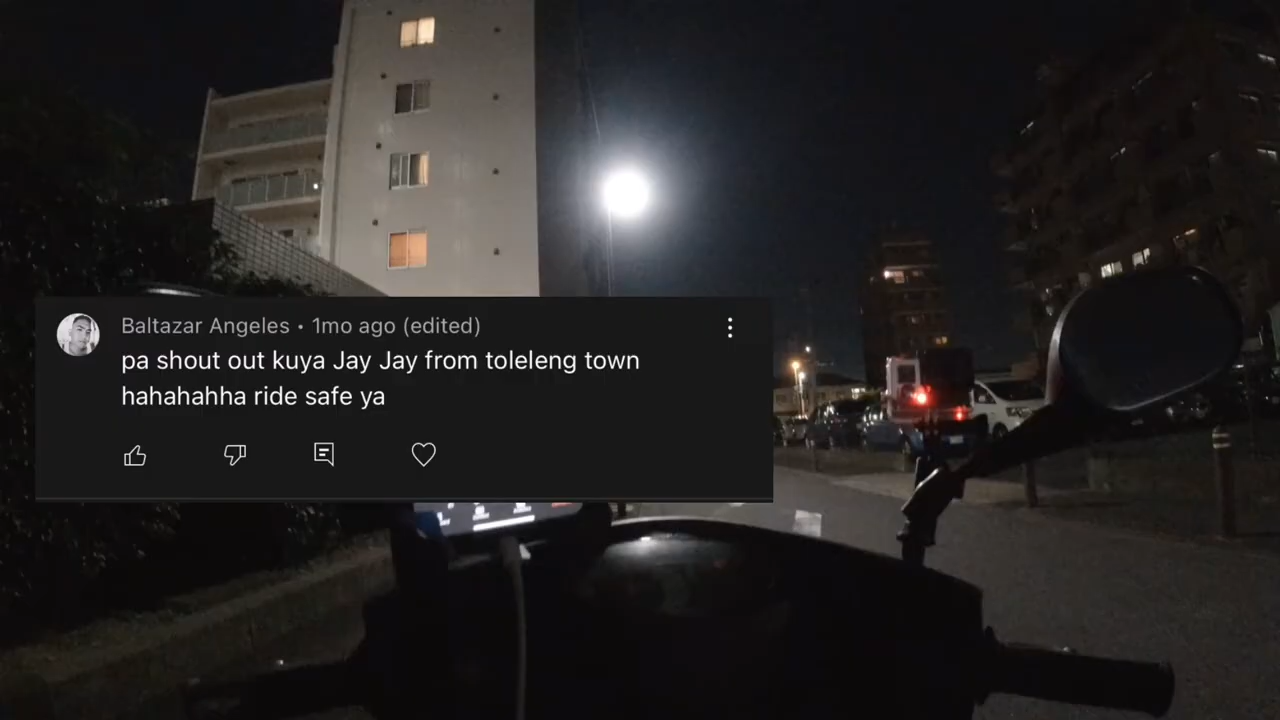 Baltazar Angeles • 1mo ago (edited)
pa shout out kuya Jay Jay from toleleng town
hahahahha ride safe ya